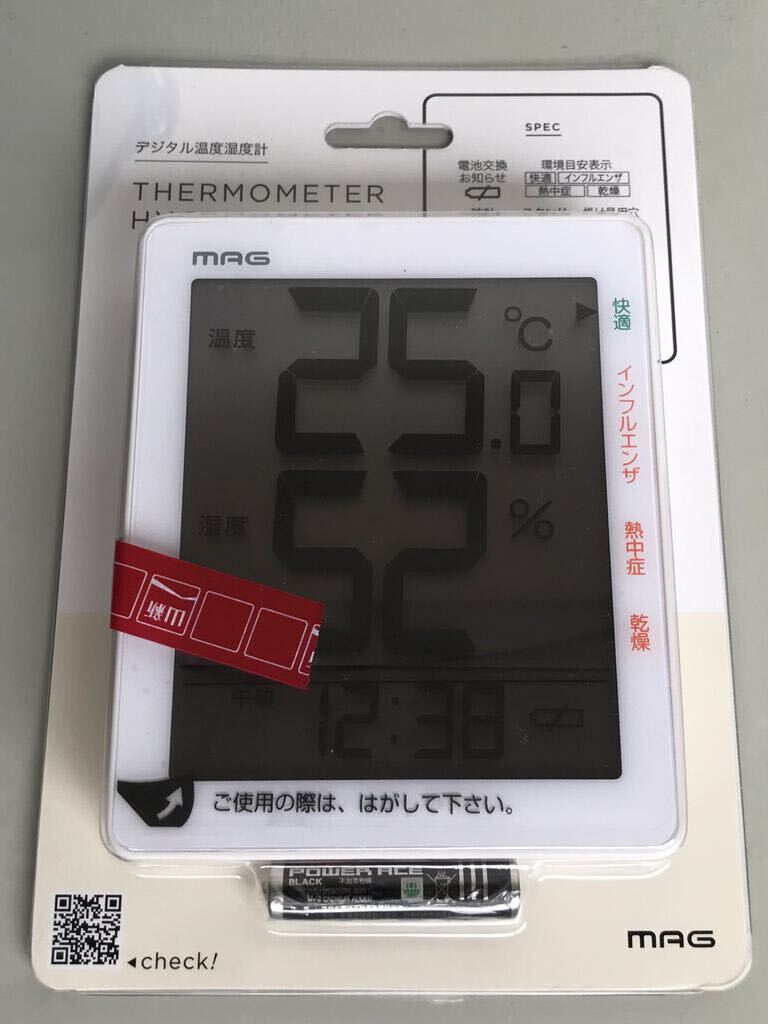 デジタル温度湿度計
THERMOMETER
SPEC
電池交換
お知らせ
環境目安表示
快適 インフルエンザ
熱中症 乾燥
MAG
温度
25.0 ℃
湿度
52 %
午前 12:38
快適
インフルエンザ
熱中症
乾燥
山新
ご使用の際は、はがして下さい。
POWER ACE
BLACK
check!
MAG